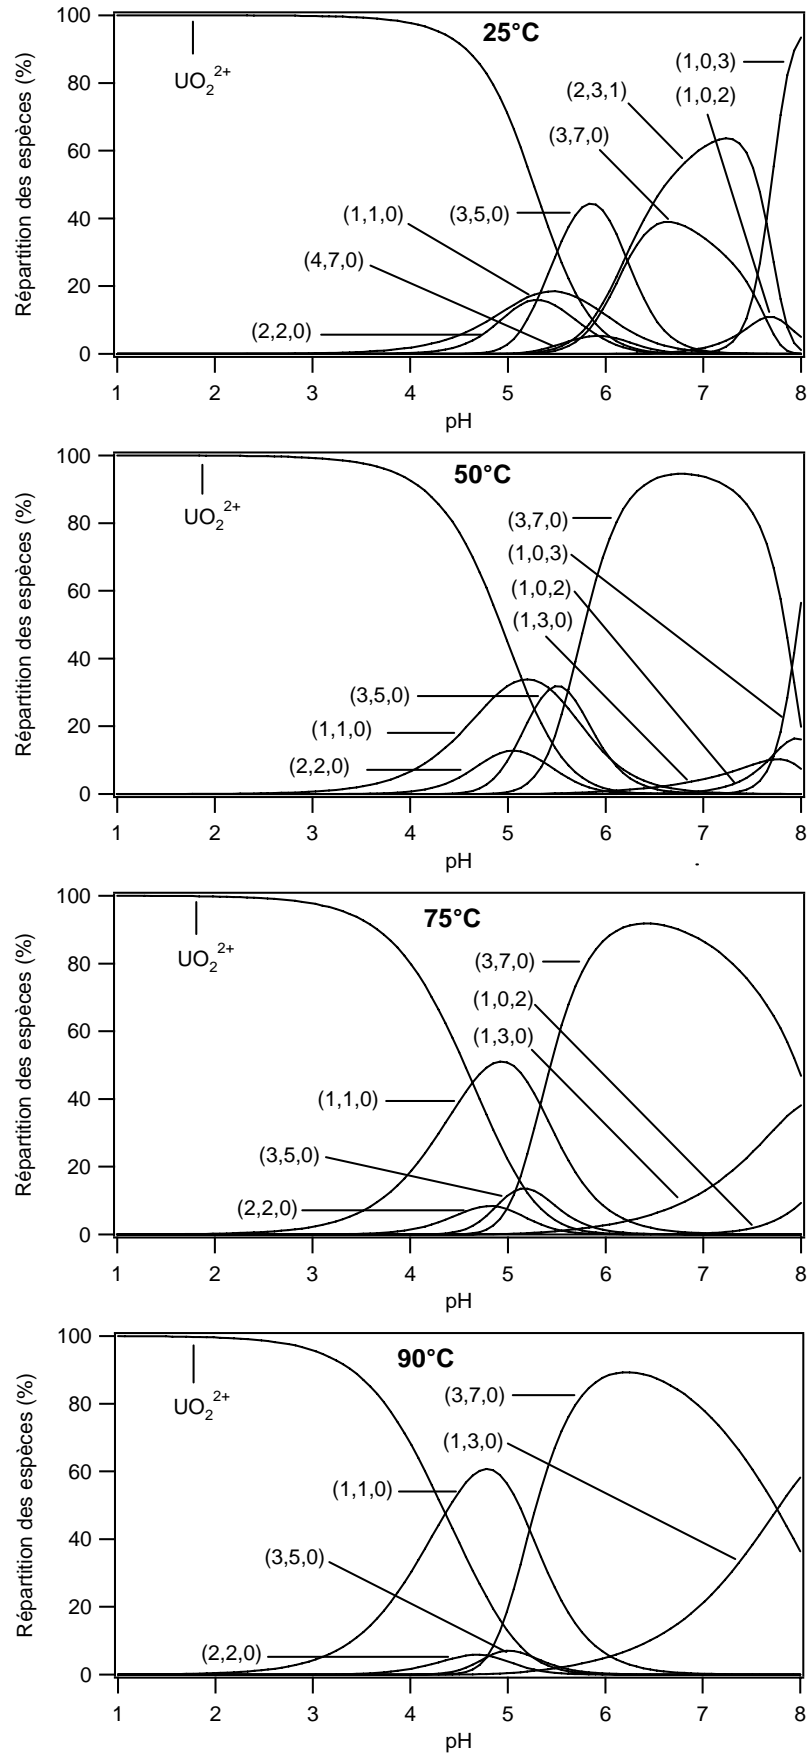 100
25°C
(1,0,3)
UO₂²⁺
80
(2,3,1)
(1,0,2)
(3,7,0)
60
Répartition des espèces (%)
40
(1,1,0)
(3,5,0)
(4,7,0)
20
(2,2,0)
0
1 2 3 4 5 6 7 8
pH
100
50°C
UO₂²⁺
80
(3,7,0)
(1,0,3)
60
(1,0,2)
(1,3,0)
Répartition des espèces (%)
40
(3,5,0)
20
(1,1,0)
(2,2,0)
0
1 2 3 4 5 6 7 8
pH
100
75°C
UO₂²⁺
80
(3,7,0)
(1,0,2)
60
(1,3,0)
Répartition des espèces (%)
40
(1,1,0)
(3,5,0)
20
(2,2,0)
0
1 2 3 4 5 6 7 8
pH
100
90°C
UO₂²⁺
80
(3,7,0)
(1,3,0)
60
Répartition des espèces (%)
(1,1,0)
40
(3,5,0)
20
(2,2,0)
0
1 2 3 4 5 6 7 8
pH